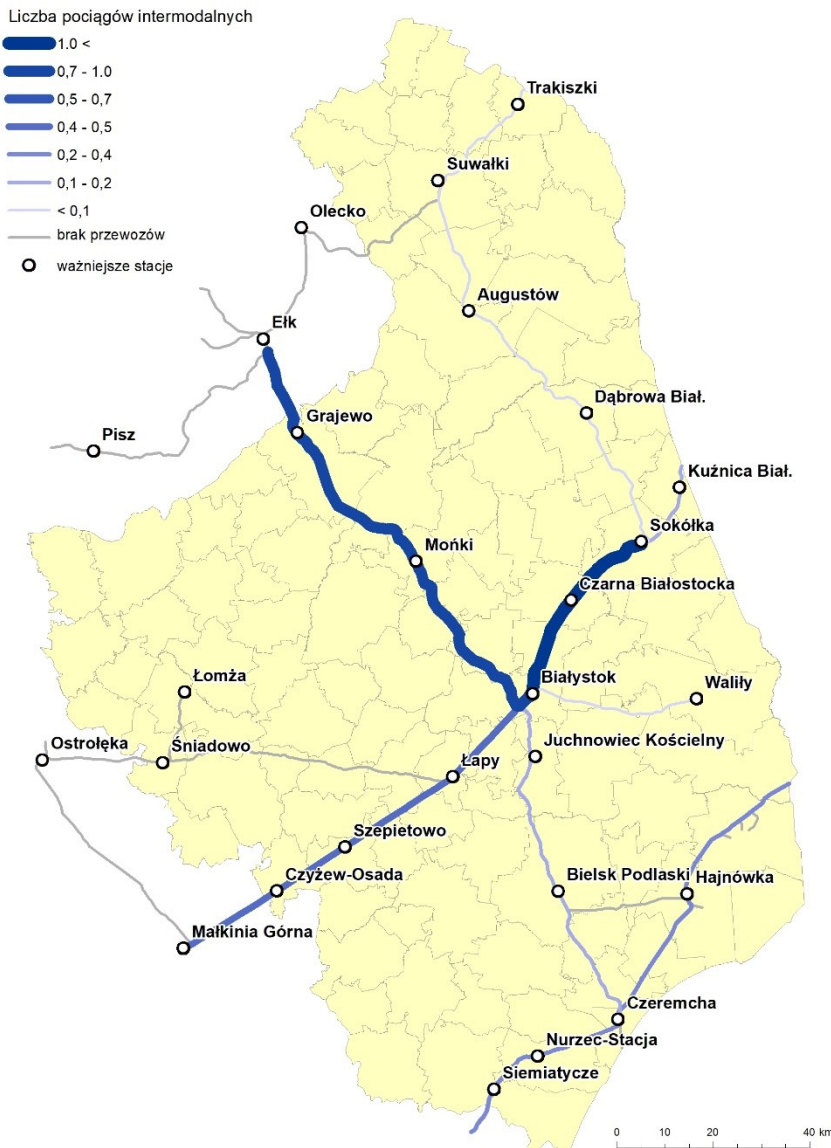 Liczba pociągów intermodalnych
1.0 <
0,7 - 1.0
0,5 - 0,7
0,4 - 0,5
0,2 - 0,4
0,1 - 0,2
< 0,1
brak przewozów
ważniejsze stacje
Trakiszki
Suwałki
Olecko
Augustów
Ełk
Dąbrowa Biał.
Grajewo
Pisz
Kuźnica Biał.
Sokółka
Mońki
Czarna Białostocka
Białystok
Łomża
Waliły
Ostrołęka
Śniadowo
Juchnowiec Kościelny
Łapy
Szepietowo
Czyżew-Osada
Bielsk Podlaski
Hajnówka
Małkinia Górna
Czeremcha
Nurzec-Stacja
Siemiatycze
0 10 20 40 km